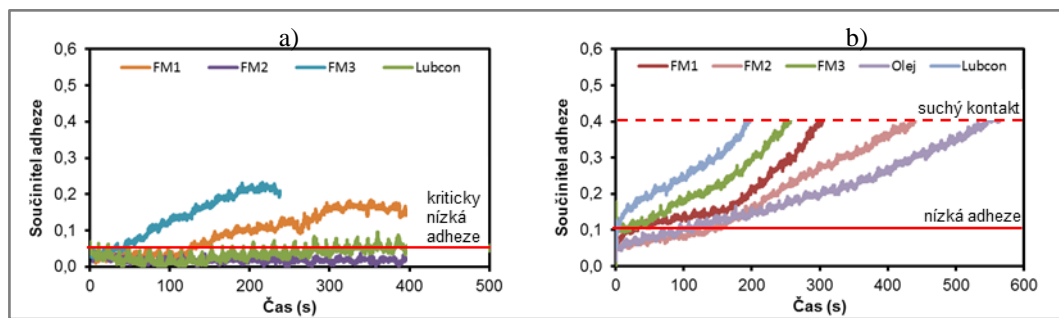 a)
0,6
0,5
0,4
0,3
0,2
0,1
0,0
Součinitel adheze
FM1 FM2 FM3 Lubcon
kriticky
nízká
adheze
0 100 200 300 400 500
Čas (s)
b)
0,6
0,5
0,4
0,3
0,2
0,1
0,0
Součinitel adheze
FM1 FM2 FM3 Olej Lubcon
suchý kontakt
nízká adheze
0 100 200 300 400 500 600
Čas (s)